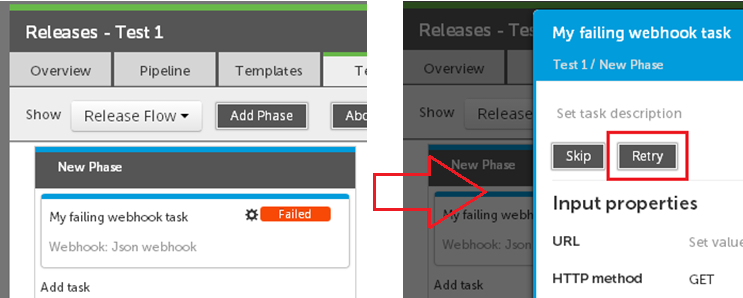 Releases - Test 1
Overview
Pipeline
Templates
Te
Show
Release Flow
Add Phase
Abo
New Phase
My failing webhook task
Failed
Webhook: Json webhook
Add task
Releases - Tes
Overview
Show
Release
New Phase
My failing webh
Webhook: Json
Add task
My failing webhook task
Test 1 / New Phase
Set task description
Skip
Retry
Input properties
URL
Set value
HTTP method
GET